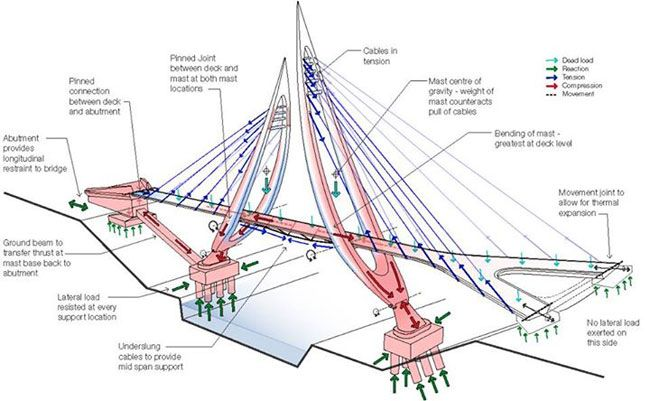 Pinned Joint
between deck and
mast at both mast
locations
Cables in
tension
Dead load
Reaction
Tension
Compression
Movement
Pinned
connection
between deck
and abutment
Mast centre of
gravity - weight of
mast counteracts
pull of cables
Bending of mast -
greatest at deck level
Abutment
provides
longitudinal
restraint to bridge
Movement joint to
allow for thermal
expansion
Ground beam to
transfer thrust at
mast base back to
abutment
Lateral load
resisted at every
support location
Underslung
cables to provide
mid span support
No lateral load
exerted on
this side